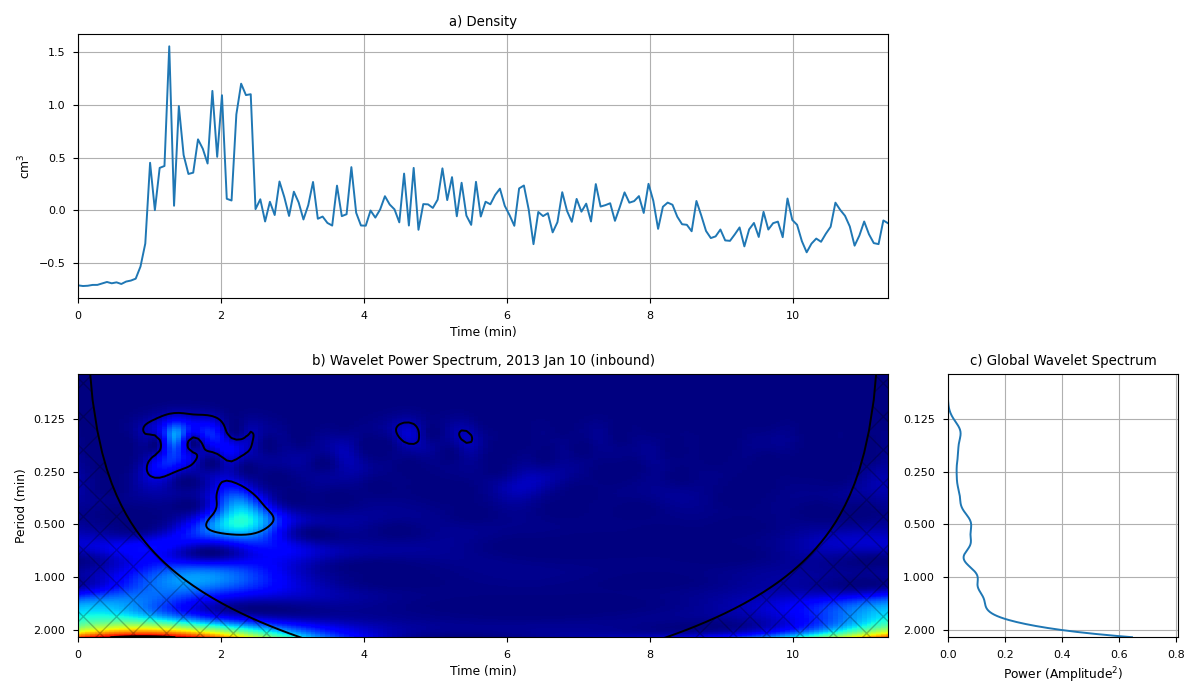 a) Density
1.5
1.0
0.5
0.0
−0.5
cm³
0 2 4 6 8 10
Time (min)
b) Wavelet Power Spectrum, 2013 Jan 10 (inbound)
0.125
0.250
0.500
1.000
2.000
Period (min)
0 2 4 6 8 10
Time (min)
c) Global Wavelet Spectrum
0.125
0.250
0.500
1.000
2.000
0.0 0.2 0.4 0.6 0.8
Power (Amplitude²)